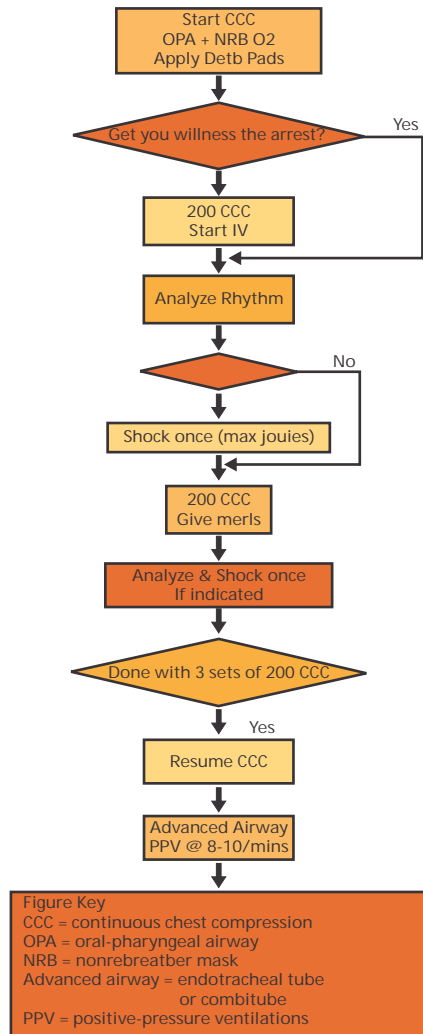 Start CCC
OPA + NRB O2
Apply Detb Pads
Get you willness the arrest?
Yes
200 CCC
Start IV
Analyze Rhythm
No
Shock once (max jouies)
200 CCC
Give merls
Analyze & Shock once
If indicated
Done with 3 sets of 200 CCC
Yes
Resume CCC
Advanced Airway
PPV @ 8-10/mins
Figure Key
CCC = continuous chest compression
OPA = oral-pharyngeal airway
NRB = nonrebreatber mask
Advanced airway = endotracheal tube
or combitube
PPV = positive-pressure ventilations